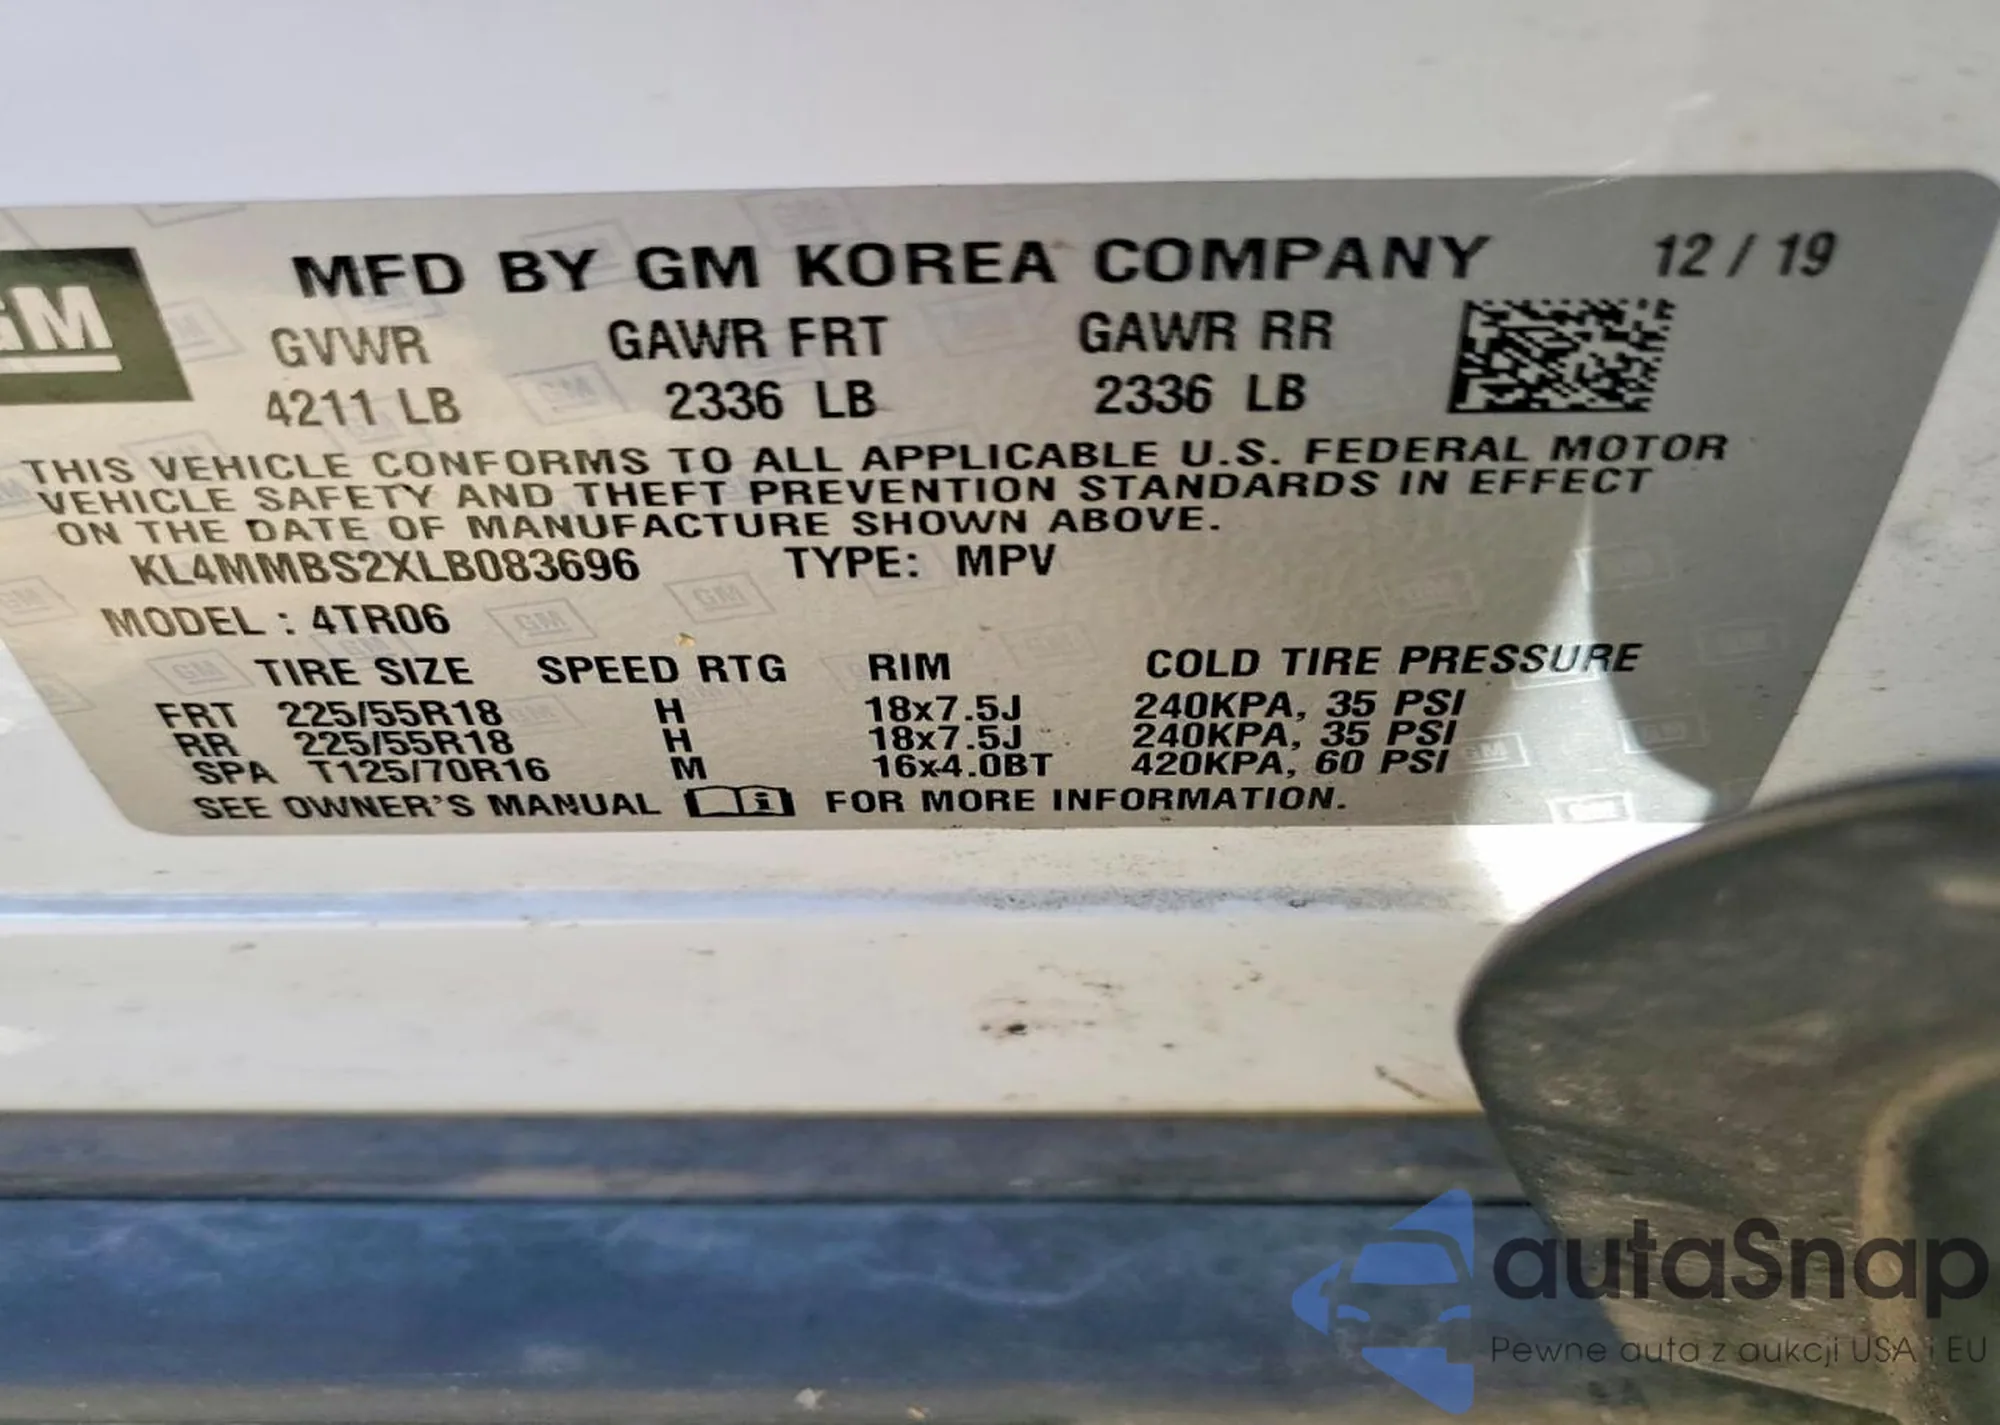 GM
MFD BY GM KOREA COMPANY 12 / 19
GVWR GAWR FRT GAWR RR
4211 LB 2336 LB 2336 LB
THIS VEHICLE CONFORMS TO ALL APPLICABLE U.S. FEDERAL MOTOR
VEHICLE SAFETY AND THEFT PREVENTION STANDARDS IN EFFECT
ON THE DATE OF MANUFACTURE SHOWN ABOVE.
KL4MMBS2XLB083696 TYPE: MPV
MODEL : 4TR06
TIRE SIZE SPEED RTG RIM COLD TIRE PRESSURE
FRT 225/55R18 H 18x7.5J 240KPA, 35 PSI
RR 225/55R18 H 18x7.5J 240KPA, 35 PSI
SPA T125/70R16 M 16x4.0BT 420KPA, 60 PSI
SEE OWNER'S MANUAL i FOR MORE INFORMATION.
autaSnap
Pewne auta z aukcji USA i EU